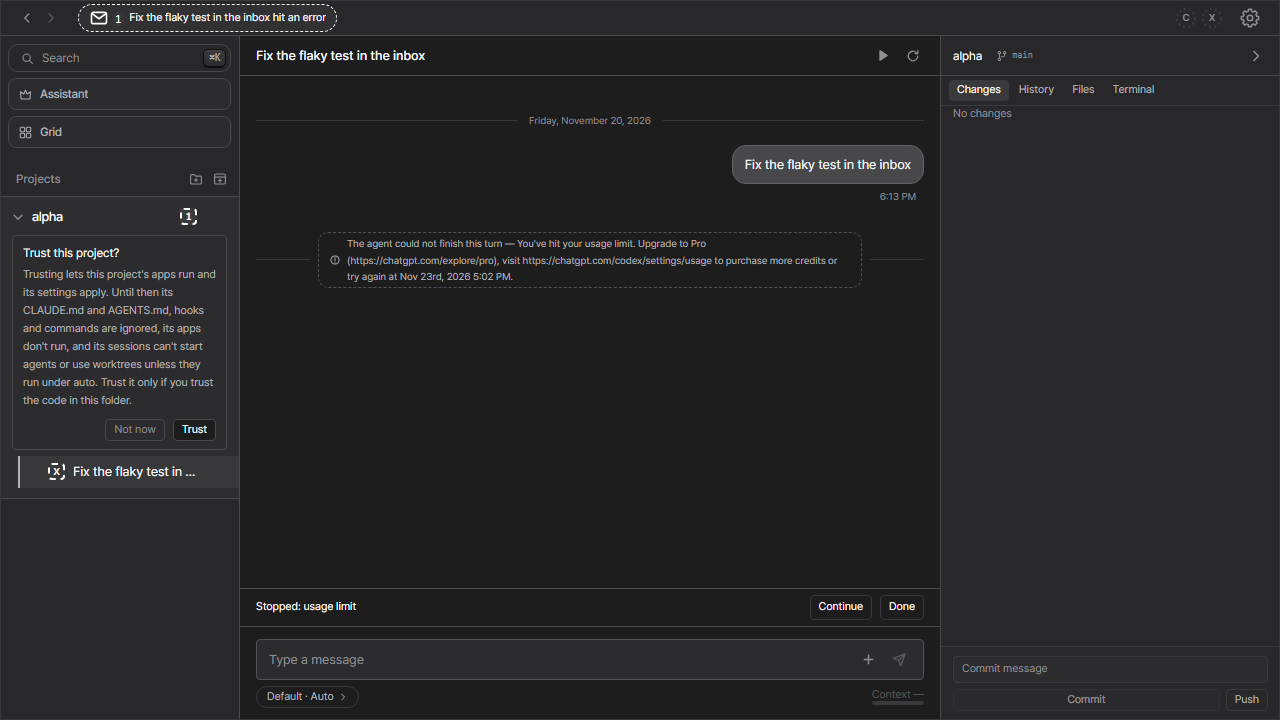 1 Fix the flaky test in the inbox hit an error
C X
Search ⌘K
Assistant
Grid
Projects
alpha 1
Trust this project?
Trusting lets this project's apps run and
its settings apply. Until then its
CLAUDE.md and AGENTS.md, hooks
and commands are ignored, its apps
don't run, and its sessions can't start
agents or use worktrees unless they
run under auto. Trust it only if you trust
the code in this folder.
Not now Trust
X Fix the flaky test in ...
Fix the flaky test in the inbox
Friday, November 20, 2026
Fix the flaky test in the inbox
6:13 PM
The agent could not finish this turn — You've hit your usage limit. Upgrade to Pro
(https://chatgpt.com/explore/pro), visit https://chatgpt.com/codex/settings/usage to purchase more credits or
try again at Nov 23rd, 2026 5:02 PM.
Stopped: usage limit Continue Done
Type a message
Default · Auto
Context —
alpha main
Changes History Files Terminal
No changes
Commit message
Commit Push